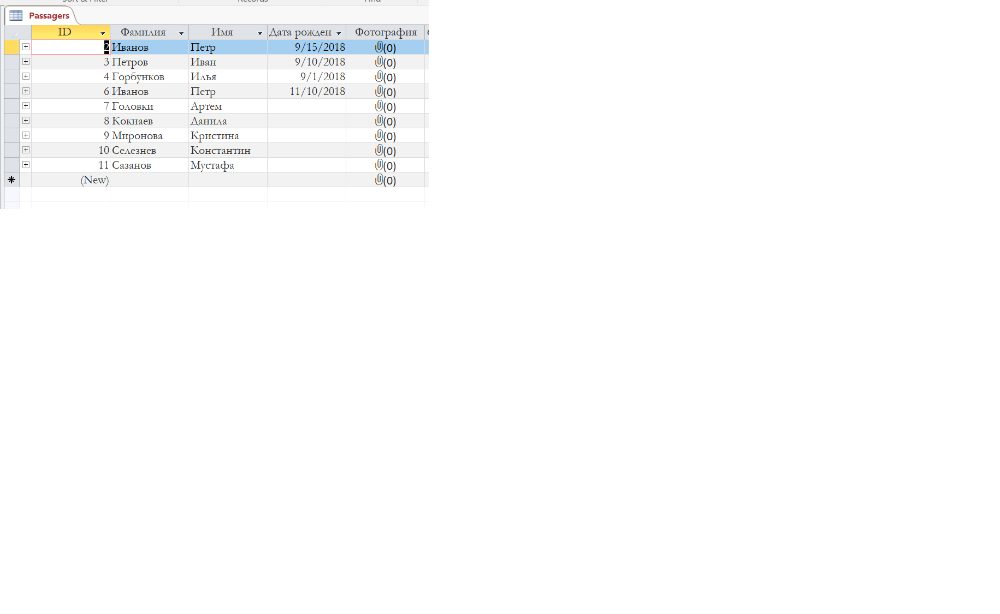 Sort & Filter Records Find
Passagers
ID Фамилия Имя Дата рожден Фотография
2 Иванов Петр 9/15/2018 (0)
3 Петров Иван 9/10/2018 (0)
4 Горбунков Илья 9/1/2018 (0)
6 Иванов Петр 11/10/2018 (0)
7 Головки Артем (0)
8 Кокнаев Данила (0)
9 Миронова Кристина (0)
10 Селезнев Константин (0)
11 Сазанов Мустафа (0)
(New) (0)